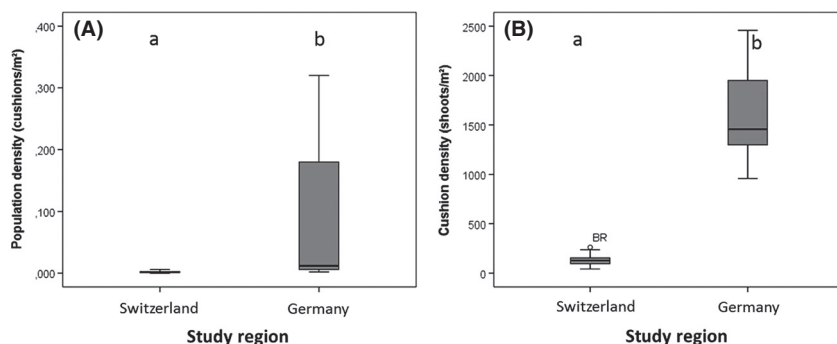 (A)
a
b
,400
,300
,200
,100
,000
Population density (cushions/m²)
Switzerland
Germany
Study region
(B)
a
b
2500
2000
1500
1000
500
0
BR
Cushion density (shoots/m²)
Switzerland
Germany
Study region